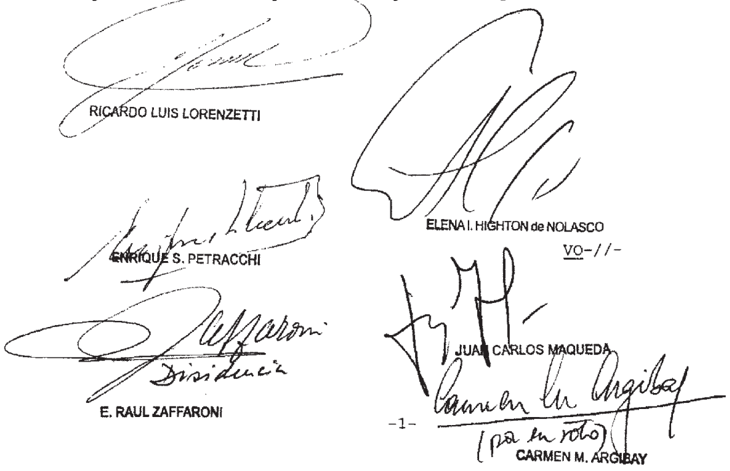 RICARDO LUIS LORENZETTI
ELENA I. HIGHTON de NOLASCO
VO-//-
ENRIQUE S. PETRACCHI
JUAN CARLOS MAQUEDA
Zaffaroni
Disidencia
E. RAUL ZAFFARONI
Carmen M Argibay
-1-
(por su voto)
CARMEN M. ARGIBAY